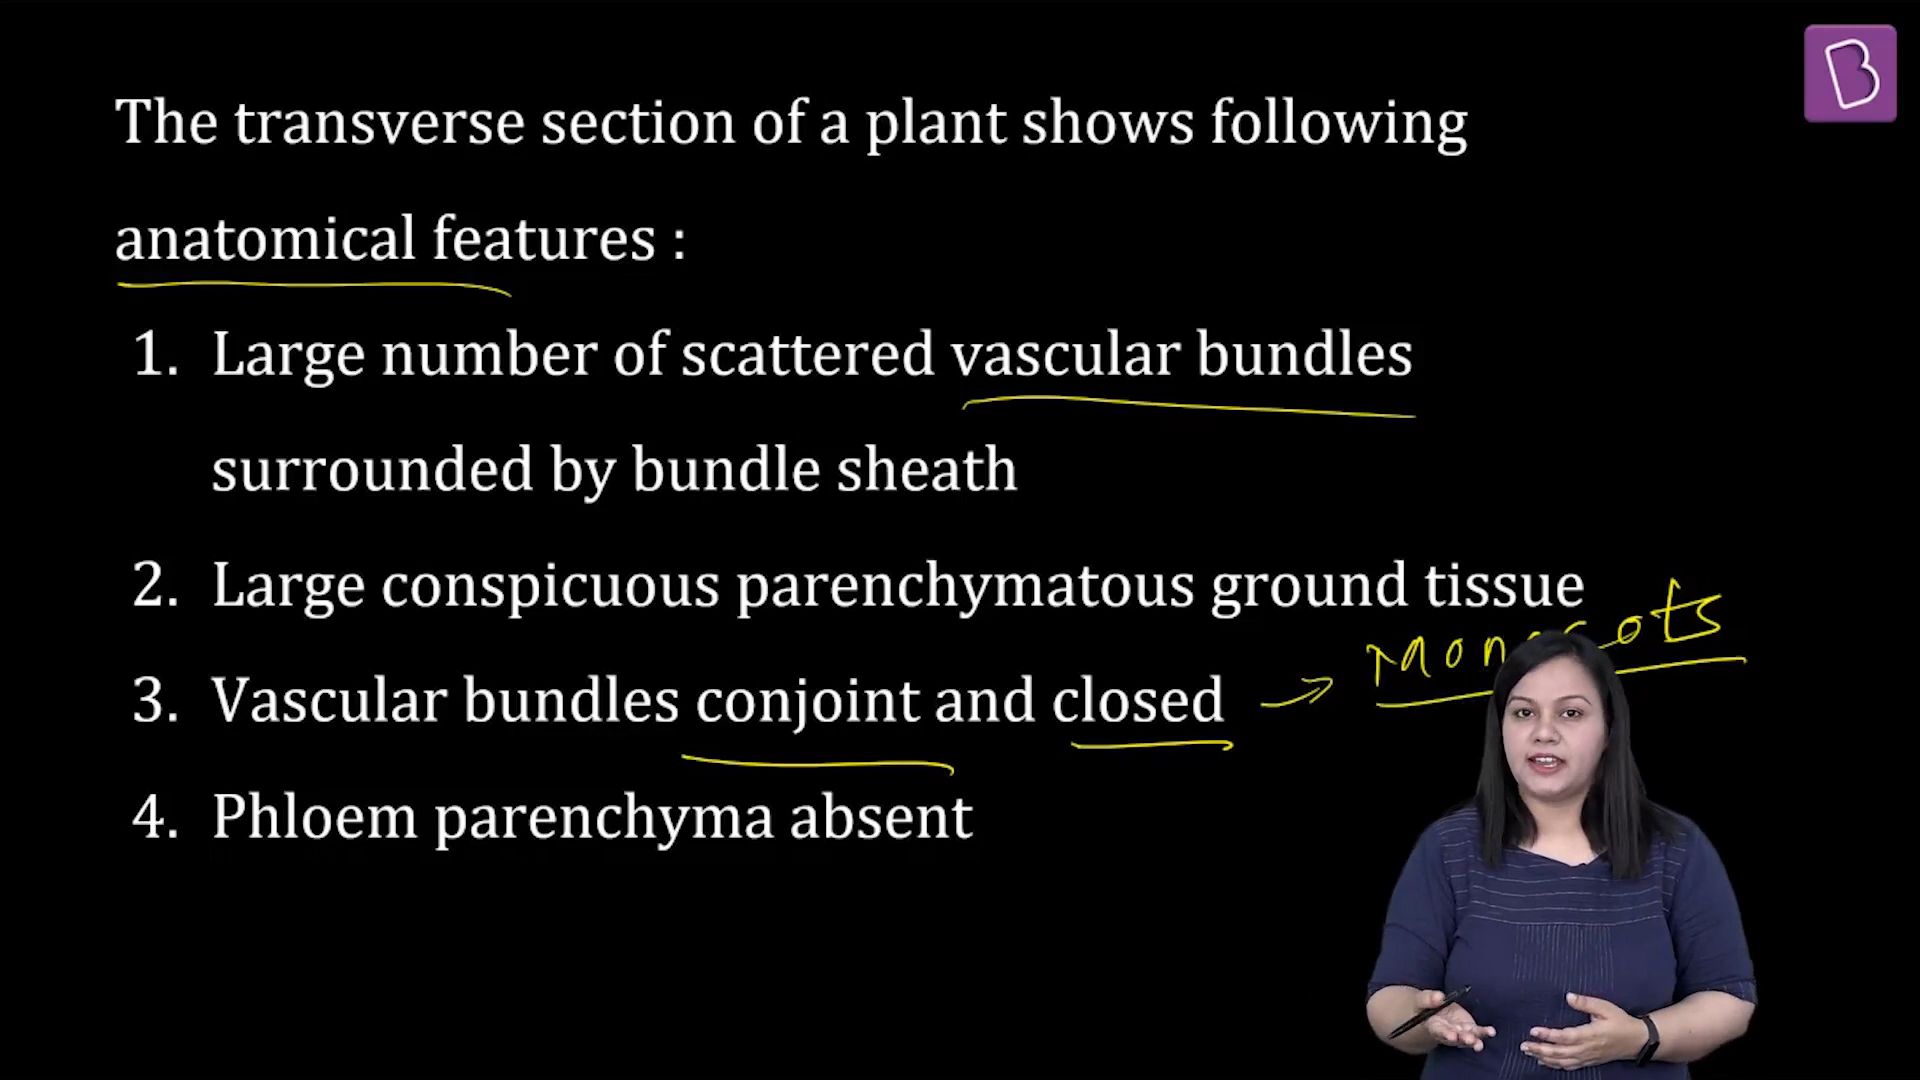 The transverse section of a plant shows following
anatomical features :
1. Large number of scattered vascular bundles
surrounded by bundle sheath
2. Large conspicuous parenchymatous ground tissue
3. Vascular bundles conjoint and closed → Monocots
4. Phloem parenchyma absent
B